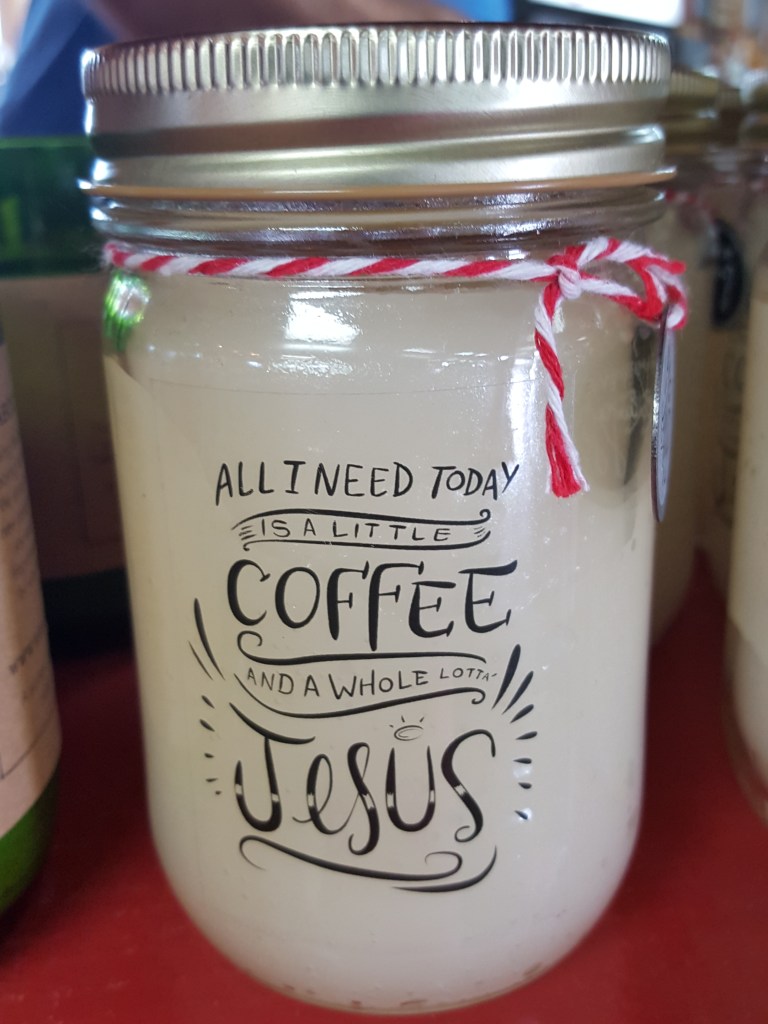 ALL I NEED TODAY
IS A LITTLE
COFFEE
AND A WHOLE LOTTA
JESUS